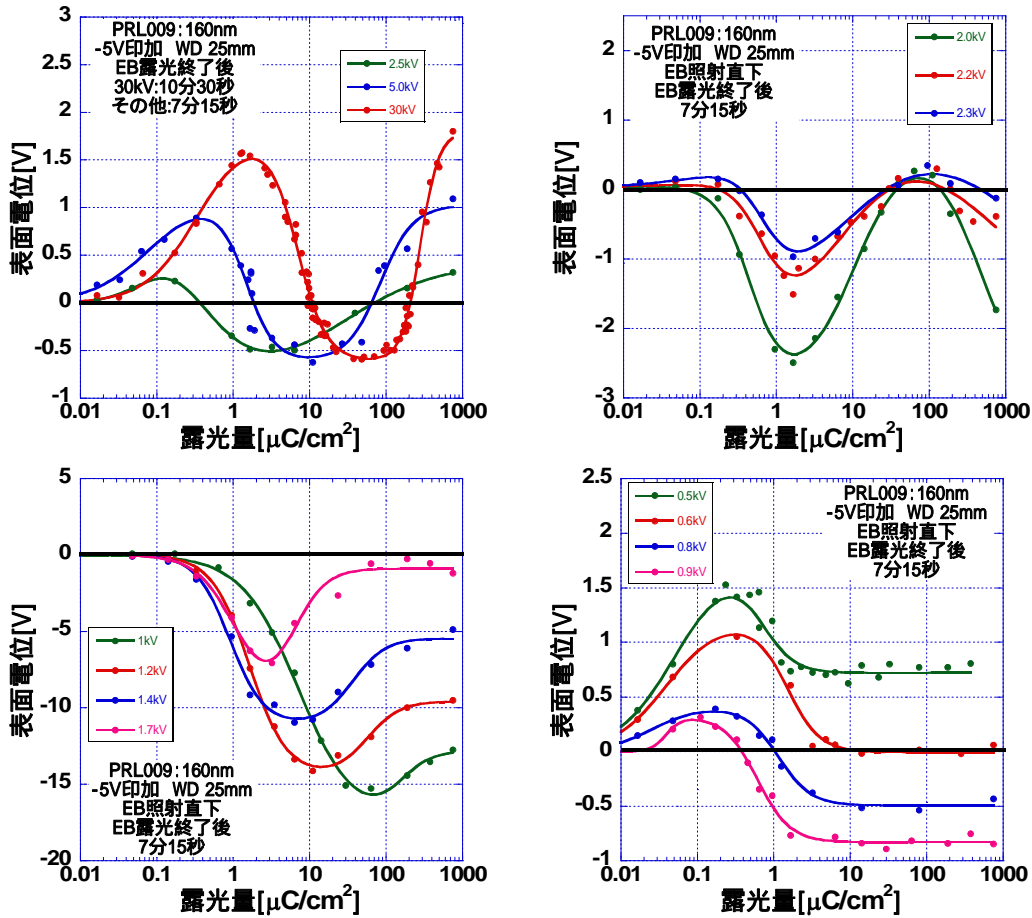 3
2.5
2
1.5
1
0.5
0
-0.5
-1
0.01
0.1
1
10
100
1000
表面電位[V]
露光量[μC/cm2]
PRL009:160nm
-5V印加 WD 25mm
EB露光終了後
30kV:10分30秒
その他:7分15秒
2.5kV
5.0kV
30kV
2
1
0
-1
-2
-3
0.01
0.1
1
10
100
1000
表面電位[V]
露光量[μC/cm2]
PRL009:160nm
-5V印加 WD 25mm
EB照射直下
EB露光終了後
7分15秒
2.0kV
2.2kV
2.3kV
5
0
-5
-10
-15
-20
0.01
0.1
1
10
100
1000
表面電位[V]
露光量[μC/cm2]
1kV
1.2kV
1.4kV
1.7kV
PRL009:160nm
-5V印加 WD 25mm
EB照射直下
EB露光終了後
7分15秒
2.5
2
1.5
1
0.5
0
-0.5
-1
0.01
0.1
1
10
100
1000
表面電位[V]
露光量[μC/cm2]
0.5kV
0.6kV
0.8kV
0.9kV
PRL009:160nm
-5V印加 WD 25mm
EB照射直下
EB露光終了後
7分15秒